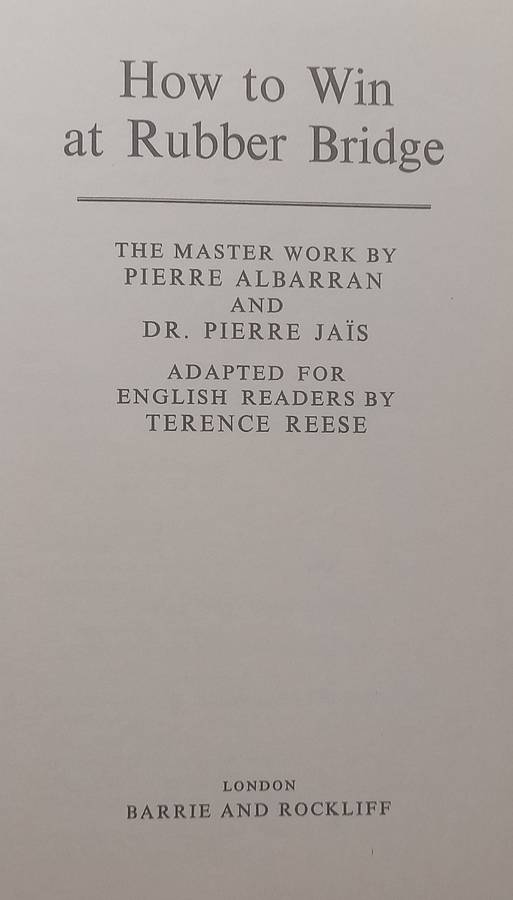 How to Win
at Rubber Bridge
THE MASTER WORK BY
PIERRE ALBARRAN
AND
DR. PIERRE JAÏS
ADAPTED FOR
ENGLISH READERS BY
TERENCE REESE
LONDON
BARRIE AND ROCKLIFF